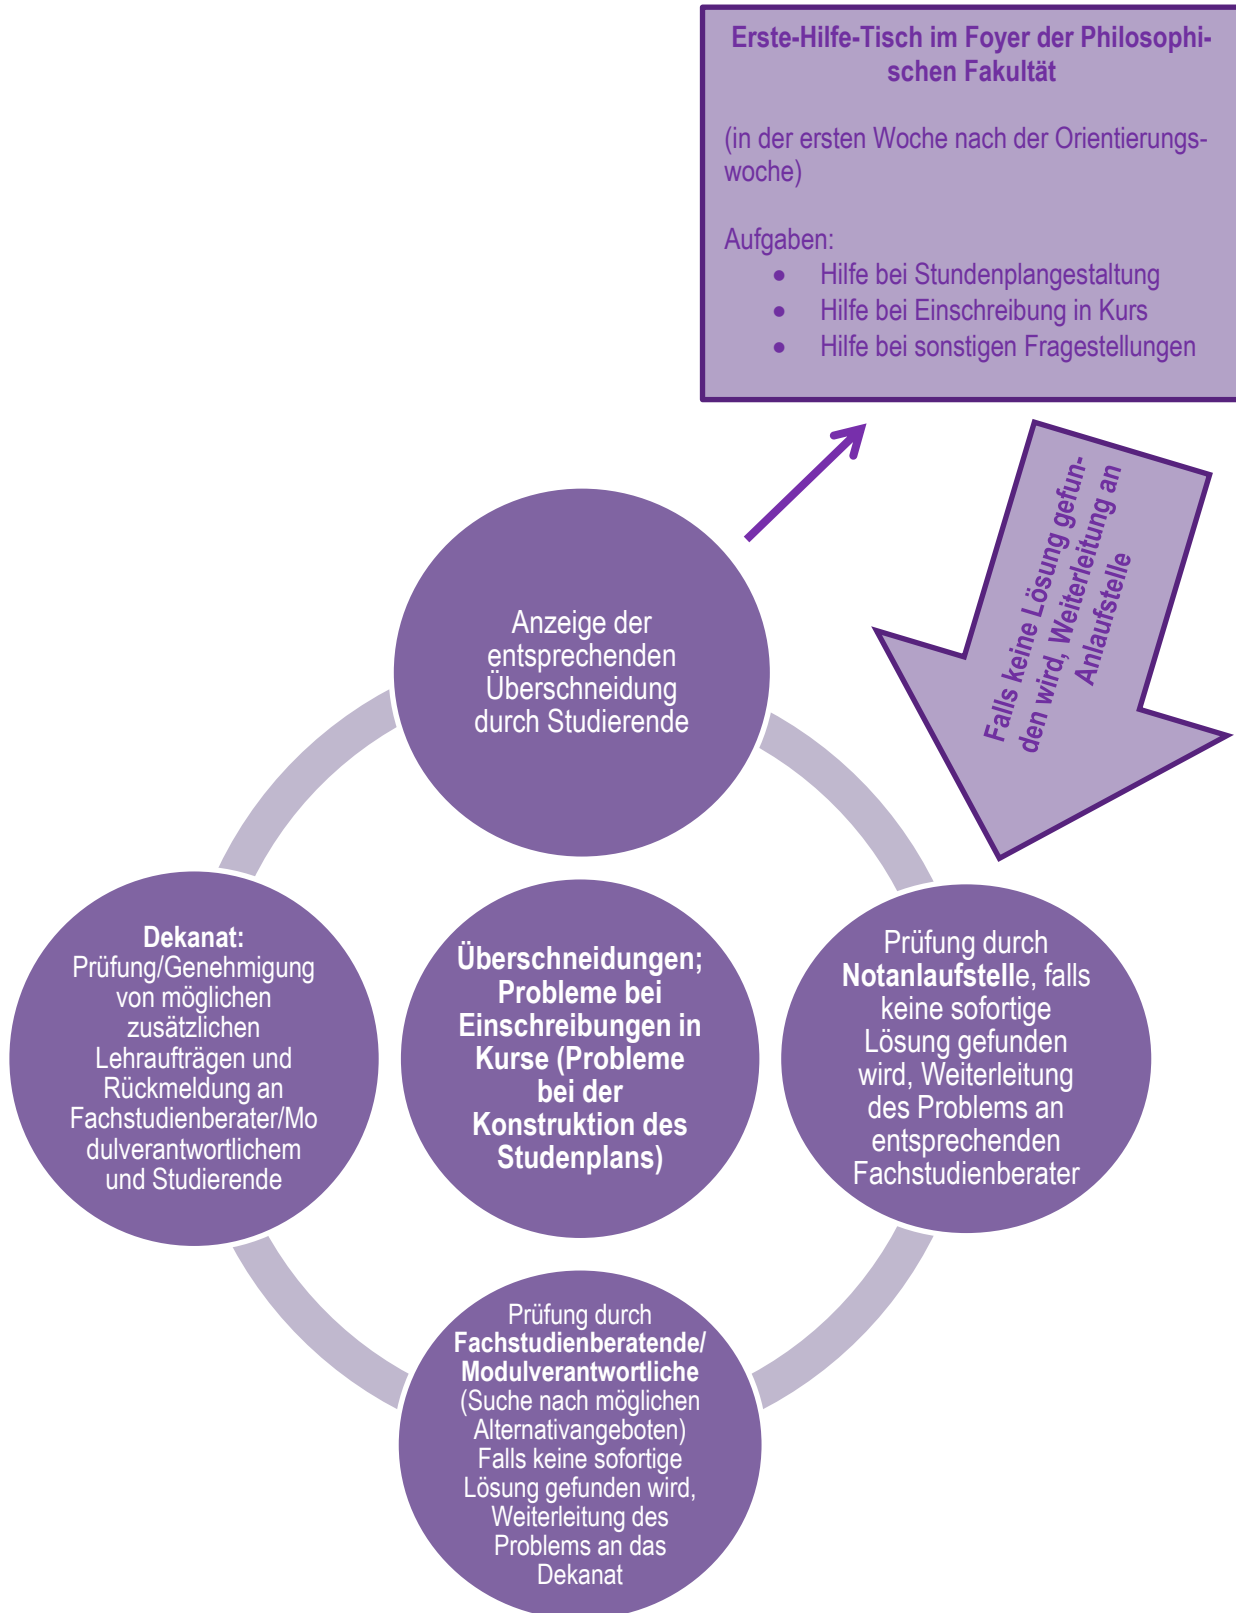 Erste-Hilfe-Tisch im Foyer der Philosophi-
schen Fakultät
(in der ersten Woche nach der Orientierungs-
woche)
Aufgaben:
• Hilfe bei Stundenplangestaltung
• Hilfe bei Einschreibung in Kurs
• Hilfe bei sonstigen Fragestellungen
Falls keine Lösung gefun-
den wird, Weiterleitung an
Anlaufstelle
Anzeige der
entsprechenden
Überschneidung
durch Studierende
Dekanat:
Prüfung/Genehmigung
von möglichen
zusätzlichen
Lehraufträgen und
Rückmeldung an
Fachstudienberater/Mo
dulverantwortlichem
und Studierende
Überschneidungen;
Probleme bei
Einschreibungen in
Kurse (Probleme
bei der
Konstruktion des
Studenplans)
Prüfung durch
Notanlaufstelle, falls
keine sofortige
Lösung gefunden
wird, Weiterleitung
des Problems an
entsprechenden
Fachstudienberater
Prüfung durch
Fachstudienberatende/
Modulverantwortliche
(Suche nach möglichen
Alternativangeboten)
Falls keine sofortige
Lösung gefunden wird,
Weiterleitung des
Problems an das
Dekanat